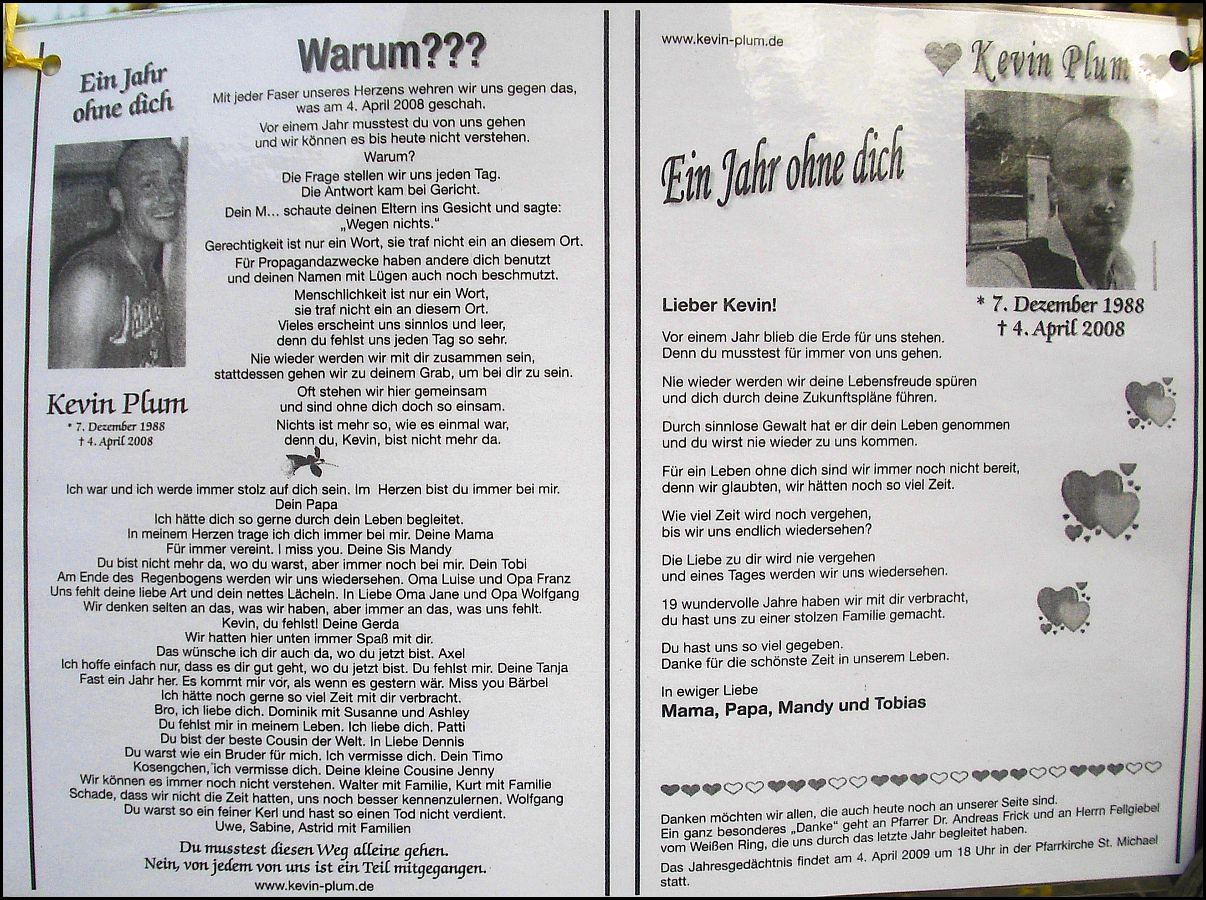 Ein Jahr
ohne dich
Kevin Plum
* 7. Dezember 1988
† 4. April 2008
Warum???
Mit jeder Faser unseres Herzens wehren wir uns gegen das,
was am 4. April 2008 geschah.
Vor einem Jahr musstest du von uns gehen
und wir können es bis heute nicht verstehen.
Warum?
Die Frage stellen wir uns jeden Tag.
Die Antwort kam bei Gericht.
Dein M... schaute deinen Eltern ins Gesicht und sagte:
„Wegen nichts.“
Gerechtigkeit ist nur ein Wort, sie traf nicht ein an diesem Ort.
Für Propagandazwecke haben andere dich benutzt
und deinen Namen mit Lügen auch noch beschmutzt.
Menschlichkeit ist nur ein Wort,
sie traf nicht ein an diesem Ort.
Vieles erscheint uns sinnlos und leer,
denn du fehlst uns jeden Tag so sehr.
Nie wieder werden wir mit dir zusammen sein,
stattdessen gehen wir zu deinem Grab, um bei dir zu sein.
Oft stehen wir hier gemeinsam
und sind ohne dich doch so einsam.
Nichts ist mehr so, wie es einmal war,
denn du, Kevin, bist nicht mehr da.
Ich war und ich werde immer stolz auf dich sein. Im Herzen bist du immer bei mir.
Dein Papa
Ich hätte dich so gerne durch dein Leben begleitet.
In meinem Herzen trage ich dich immer bei mir. Deine Mama
Für immer vereint. I miss you. Deine Sis Mandy
Du bist nicht mehr da, wo du warst, aber immer noch bei mir. Dein Tobi
Am Ende des Regenbogens werden wir uns wiedersehen. Oma Luise und Opa Franz
Uns fehlt deine liebe Art und dein nettes Lächeln. In Liebe Oma Jane und Opa Wolfgang
Wir denken selten an das, was wir haben, aber immer an das, was uns fehlt.
Kevin, du fehlst! Deine Gerda
Wir hatten hier unten immer Spaß mit dir.
Das wünsche ich dir auch da, wo du jetzt bist. Axel
Ich hoffe einfach nur, dass es dir gut geht, wo du jetzt bist. Du fehlst mir. Deine Tanja
Fast ein Jahr her. Es kommt mir vor, als wenn es gestern wär. Miss you Bärbel
Ich hätte noch gerne so viel Zeit mit dir verbracht.
Bro, ich liebe dich. Dominik mit Susanne und Ashley
Du fehlst mir in meinem Leben. Ich liebe dich. Patti
Du bist der beste Cousin der Welt. In Liebe Dennis
Du warst wie ein Bruder für mich. Ich vermisse dich. Dein Timo
Kosengchen, ich vermisse dich. Deine kleine Cousine Jenny
Wir können es immer noch nicht verstehen. Walter mit Familie, Kurt mit Familie
Schade, dass wir nicht die Zeit hatten, uns noch besser kennenzulernen. Wolfgang
Du warst so ein feiner Kerl und hast so einen Tod nicht verdient.
Uwe, Sabine, Astrid mit Familien
Du musstest diesen Weg alleine gehen.
Nein, von jedem von uns ist ein Teil mitgegangen.
www.kevin-plum.de
www.kevin-plum.de
Kevin Plum
Ein Jahr ohne dich
* 7. Dezember 1988
† 4. April 2008
Lieber Kevin!
Vor einem Jahr blieb die Erde für uns stehen.
Denn du musstest für immer von uns gehen.
Nie wieder werden wir deine Lebensfreude spüren
und dich durch deine Zukunftspläne führen.
Durch sinnlose Gewalt hat er dir dein Leben genommen
und du wirst nie wieder zu uns kommen.
Für ein Leben ohne dich sind wir immer noch nicht bereit,
denn wir glaubten, wir hätten noch so viel Zeit.
Wie viel Zeit wird noch vergehen,
bis wir uns endlich wiedersehen?
Die Liebe zu dir wird nie vergehen
und eines Tages werden wir uns wiedersehen.
19 wundervolle Jahre haben wir mit dir verbracht,
du hast uns zu einer stolzen Familie gemacht.
Du hast uns so viel gegeben.
Danke für die schönste Zeit in unserem Leben.
In ewiger Liebe
Mama, Papa, Mandy und Tobias
Danken möchten wir allen, die auch heute noch an unserer Seite sind.
Ein ganz besonderes „Danke“ geht an Pfarrer Dr. Andreas Frick und an Herrn Fellgiebel
vom Weißen Ring, die uns durch das letzte Jahr begleitet haben.
Das Jahresgedächtnis findet am 4. April 2009 um 18 Uhr in der Pfarrkirche St. Michael
statt.